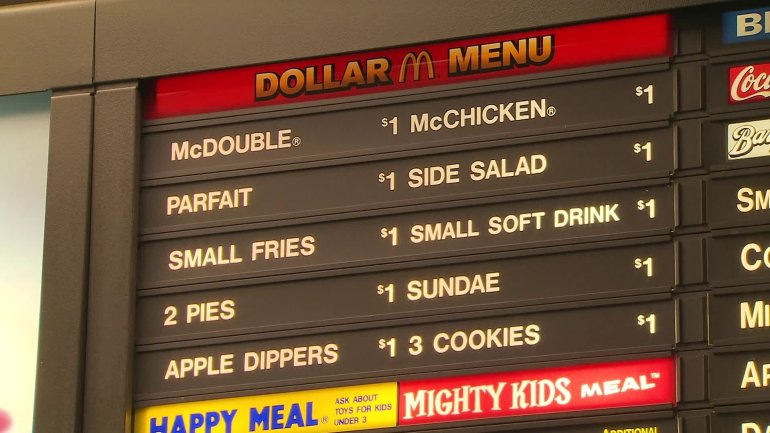 DOLLAR M MENU
McDOUBLE® $1 McCHICKEN® $1
PARFAIT $1 SIDE SALAD $1
SMALL FRIES $1 SMALL SOFT DRINK $1
2 PIES $1 SUNDAE $1
APPLE DIPPERS $1 3 COOKIES $1
HAPPY MEAL® ASK ABOUT
TOYS FOR KIDS
UNDER 3
MIGHTY KIDS MEAL™
ADDITIONAL